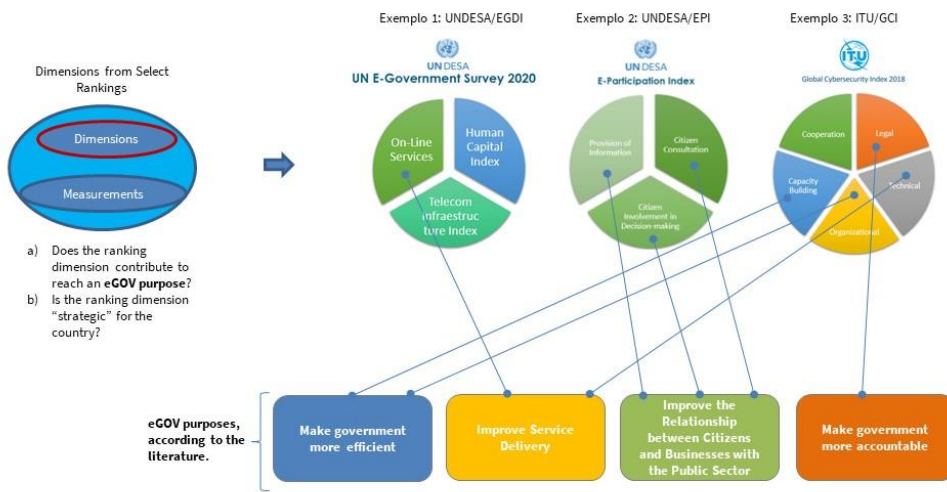 Exemplo 1: UNDESA/EGDI
Exemplo 2: UNDESA/EPI
Exemplo 3: ITU/GCI
UN DESA
UN E-Government Survey 2020
UN DESA
E-Participation Index
ITU
Global Cybersecurity Index 2018
Dimensions from Select
Rankings
Dimensions
Measurements
a) Does the ranking
dimension contribute to
reach an eGOV purpose?
b) Is the ranking dimension
"strategic" for the
country?
On-Line
Services
Human
Capital
Index
Telecom
Infraestruc
ture Index
Provision of
Information
Citizen
Consultation
Citizen
Involvement in
Decision-making
Cooperation
Legal
Capacity
Building
Technical
Organizational
eGOV purposes,
according to the
literature.
Make government
more efficient
Improve Service
Delivery
Improve the
Relationship
between Citizens
and Businesses with
the Public Sector
Make government
more accountable